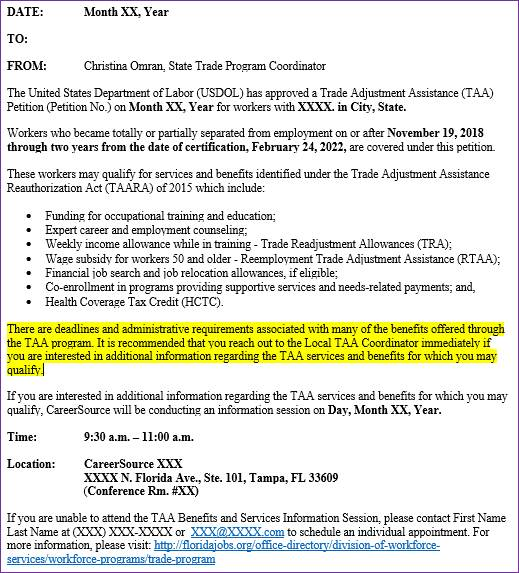 DATE: Month XX, Year
TO:
FROM: Christina Omran, State Trade Program Coordinator
The United States Department of Labor (USDOL) has approved a Trade Adjustment Assistance (TAA)
Petition (Petition No.) on Month XX, Year for workers with XXXX. in City, State.
Workers who became totally or partially separated from employment on or after November 19, 2018
through two years from the date of certification, February 24, 2022, are covered under this petition.
These workers may qualify for services and benefits identified under the Trade Adjustment Assistance
Reauthorization Act (TAARA) of 2015 which include:
• Funding for occupational training and education;
• Expert career and employment counseling;
• Weekly income allowance while in training - Trade Readjustment Allowances (TRA);
• Wage subsidy for workers 50 and older - Reemployment Trade Adjustment Assistance (RTAA);
• Financial job search and job relocation allowances, if eligible;
• Co-enrollment in programs providing supportive services and needs-related payments; and,
• Health Coverage Tax Credit (HCTC).
There are deadlines and administrative requirements associated with many of the benefits offered through
the TAA program. It is recommended that you reach out to the Local TAA Coordinator immediately if
you are interested in additional information regarding the TAA services and benefits for which you may
qualify.
If you are interested in additional information regarding the TAA services and benefits for which you may
qualify, CareerSource will be conducting an information session on Day, Month XX, Year.
Time: 9:30 a.m. – 11:00 a.m.
Location: CareerSource XXX
XXXX N. Florida Ave., Ste. 101, Tampa, FL 33609
(Conference Rm. #XX)
If you are unable to attend the TAA Benefits and Services Information Session, please contact First Name
Last Name at (XXX) XXX-XXXX or XXX@XXXX.com to schedule an individual appointment. For
more information, please visit: http://floridajobs.org/office-directory/division-of-workforce-
services/workforce-programs/trade-program